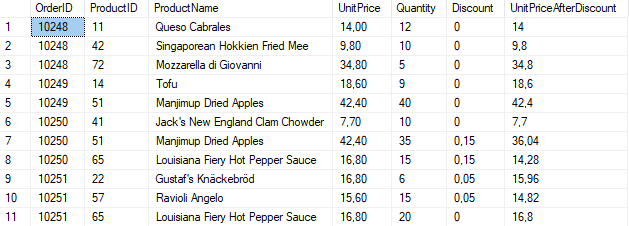 OrderID ProductID ProductName UnitPrice Quantity Discount UnitPriceAfterDiscount
1 10248 11 Queso Cabrales 14,00 12 0 14
2 10248 42 Singaporean Hokkien Fried Mee 9,80 10 0 9,8
3 10248 72 Mozzarella di Giovanni 34,80 5 0 34,8
4 10249 14 Tofu 18,60 9 0 18,6
5 10249 51 Manjimup Dried Apples 42,40 40 0 42,4
6 10250 41 Jack's New England Clam Chowder 7,70 10 0 7,7
7 10250 51 Manjimup Dried Apples 42,40 35 0,15 36,04
8 10250 65 Louisiana Fiery Hot Pepper Sauce 16,80 15 0,15 14,28
9 10251 22 Gustaf's Knäckebröd 16,80 6 0,05 15,96
10 10251 57 Ravioli Angelo 15,60 15 0,05 14,82
11 10251 65 Louisiana Fiery Hot Pepper Sauce 16,80 20 0 16,8